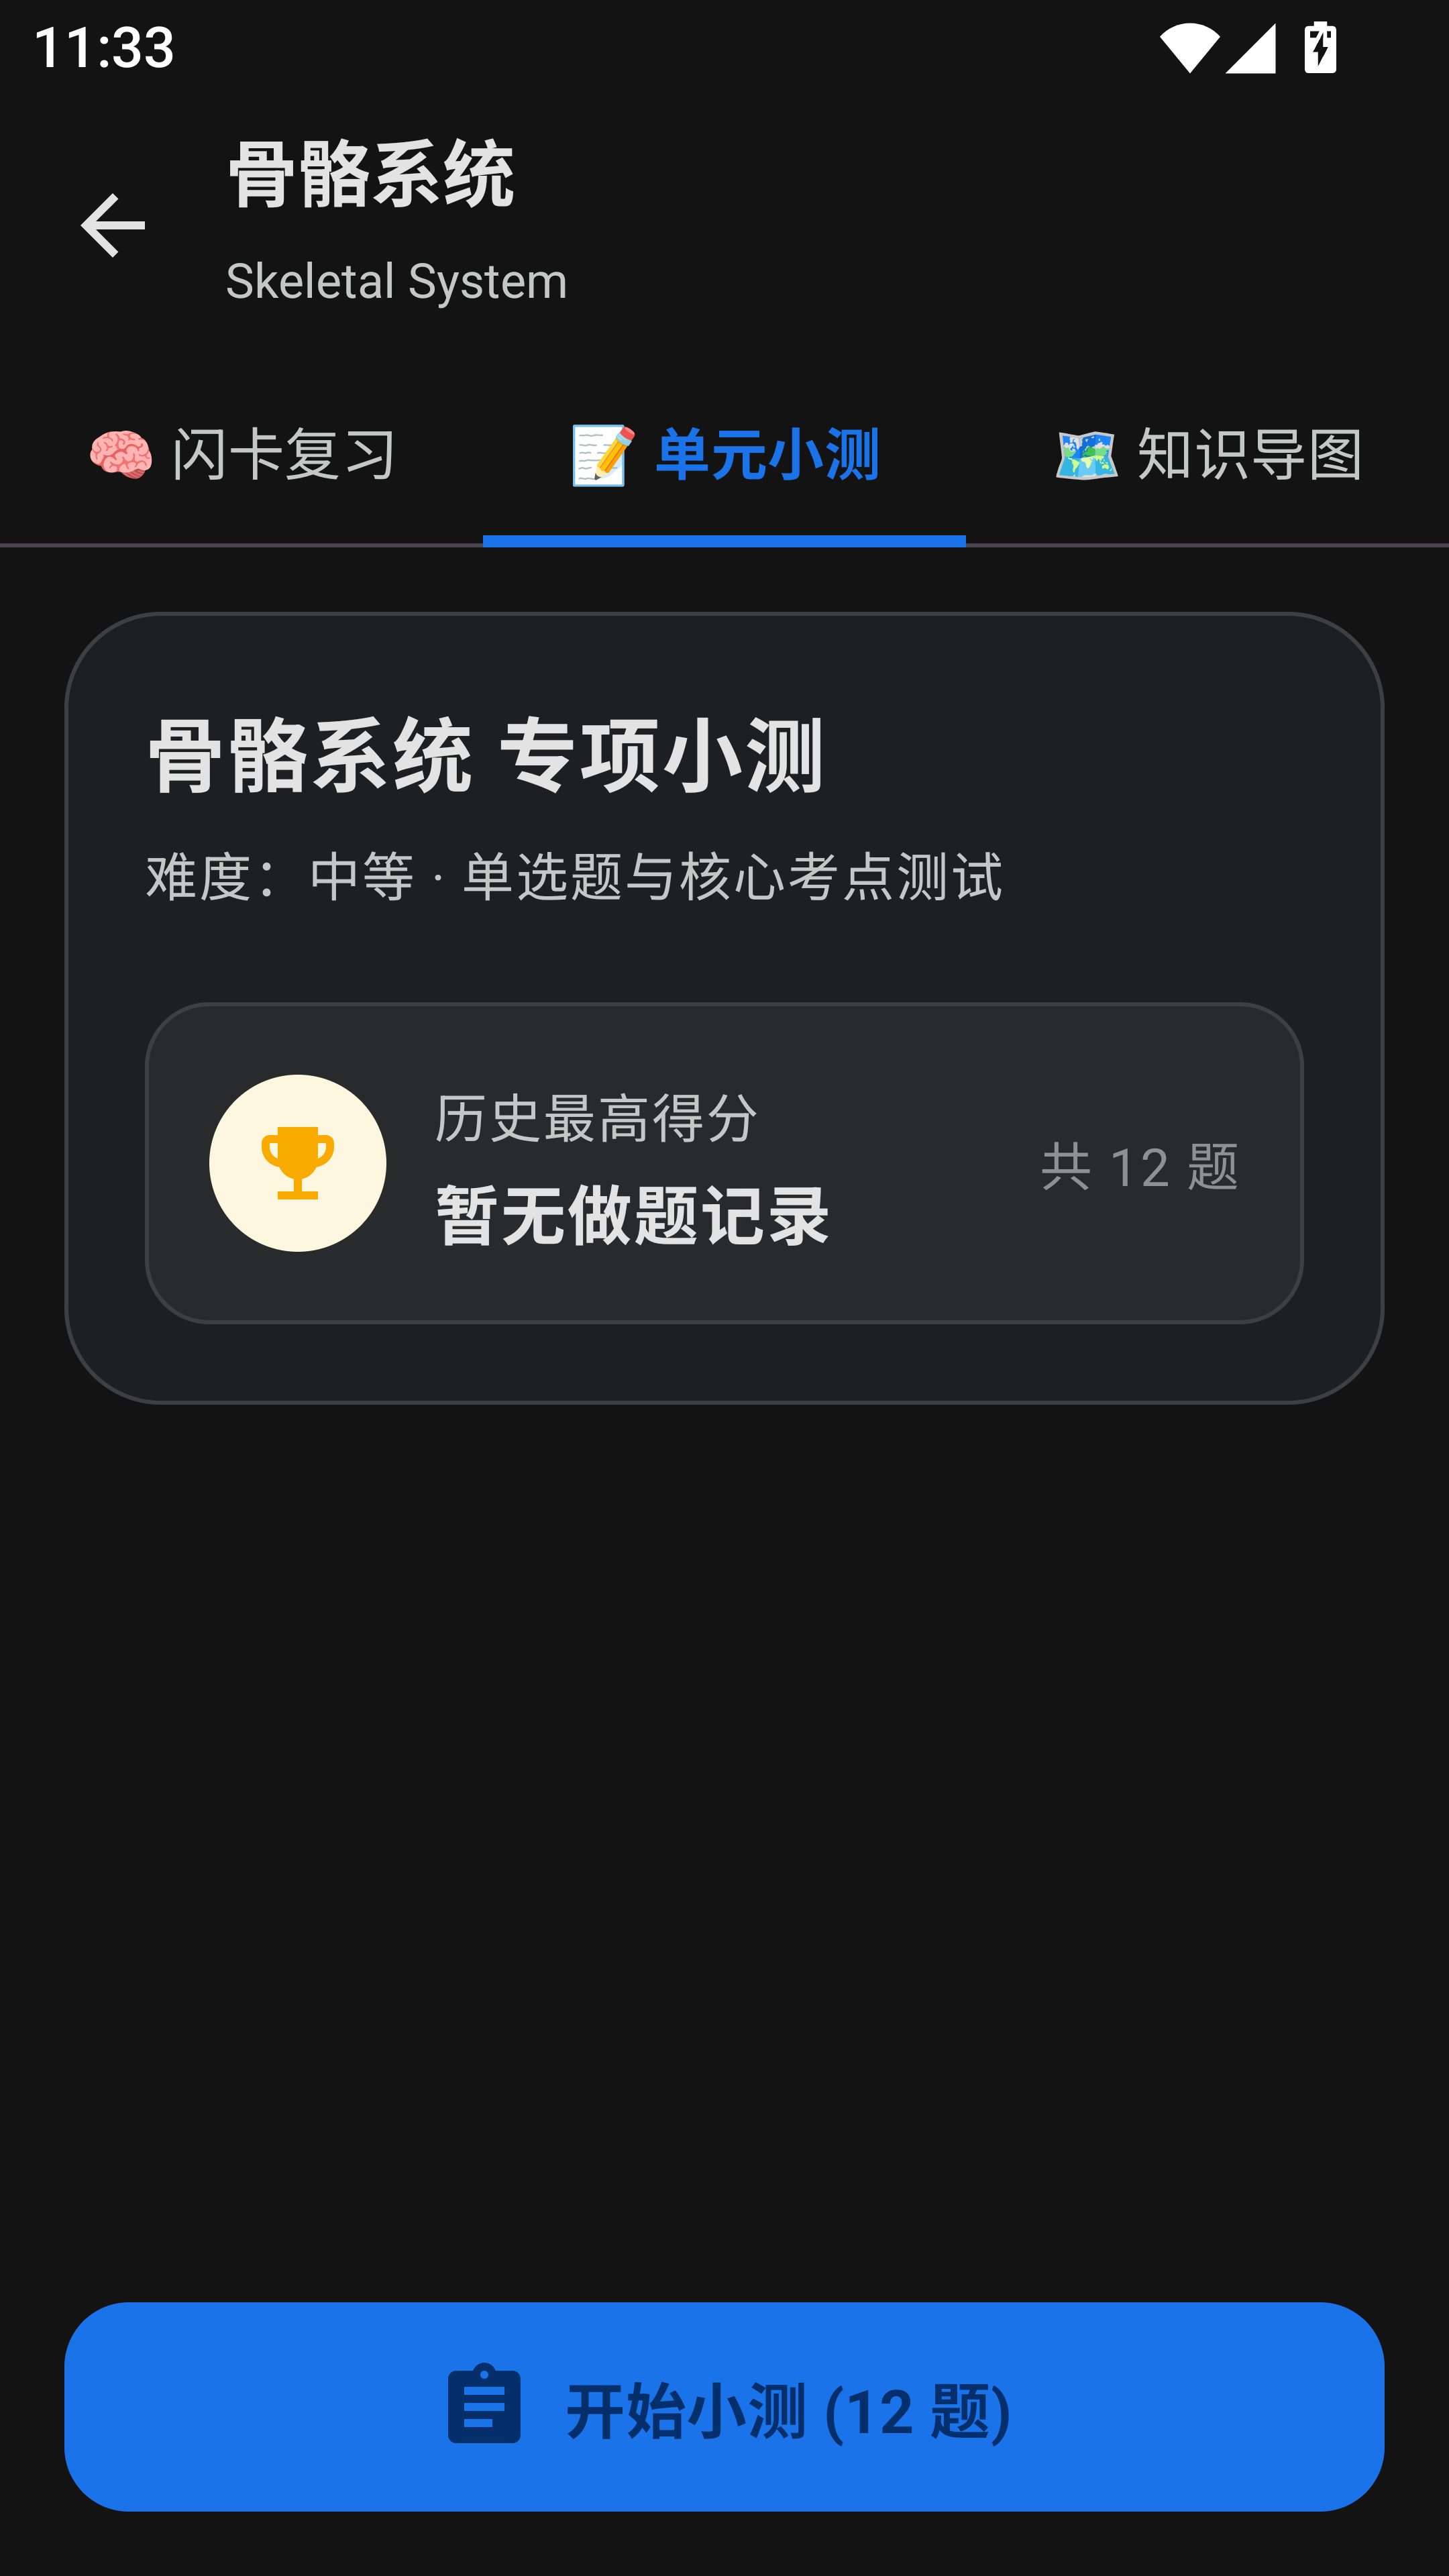 11:33
骨骼系统
Skeletal System
🧠 闪卡复习
📝 单元小测
🗺️ 知识导图
骨骼系统 专项小测
难度：中等 · 单选题与核心考点测试
历史最高得分
暂无做题记录
共 12 题
开始小测 (12 题)